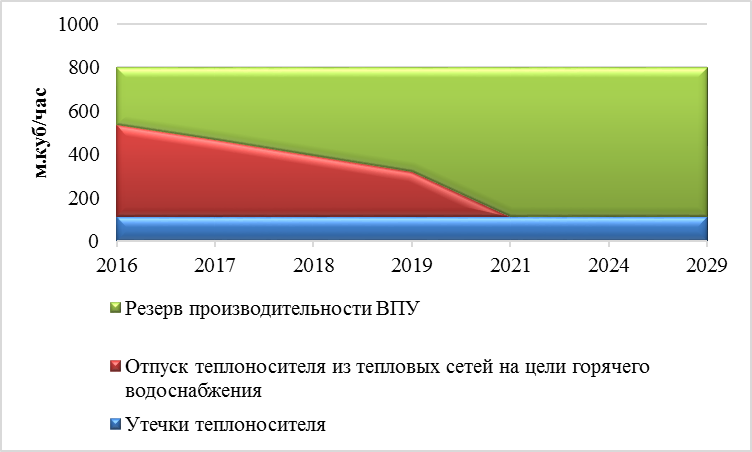 1000
800
600
400
200
0
м.куб/час
2016 2017 2018 2019 2021 2024 2029
Резерв производительности ВПУ
Отпуск теплоносителя из тепловых сетей на цели горячего
водоснабжения
Утечки теплоносителя